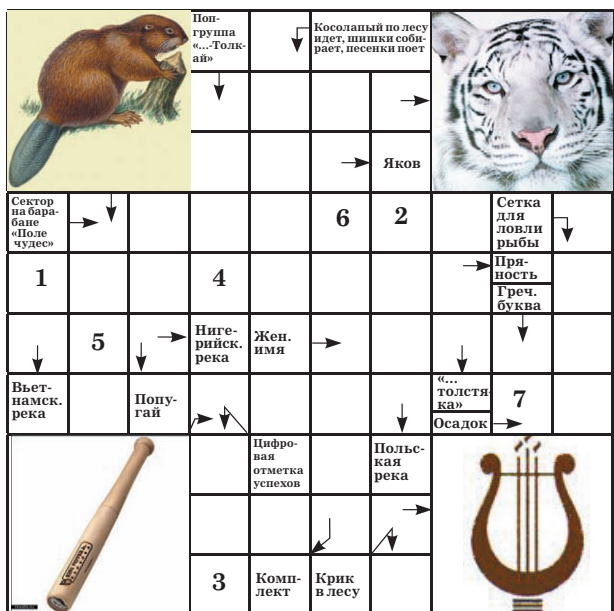 Поп-
группа
«...-Толк-
ай»
Косолапый по лесу
идет, шишки соби-
рает, песенки поет
Яков
Сектор
на бара-
бане
«Поле
чудес»
6
2
Сетка
для
ловли
рыбы
1
4
Пря-
ность
Греч.
буква
5
Ниге-
рийск.
река
Жен.
имя
Вьет-
намск.
река
Попу-
гай
«...
толстя-
ка»
7
Осадок
Цифро-
вая
отметка
успехов
Польс-
кая
река
3
Комп-
лект
Крик
в лесу